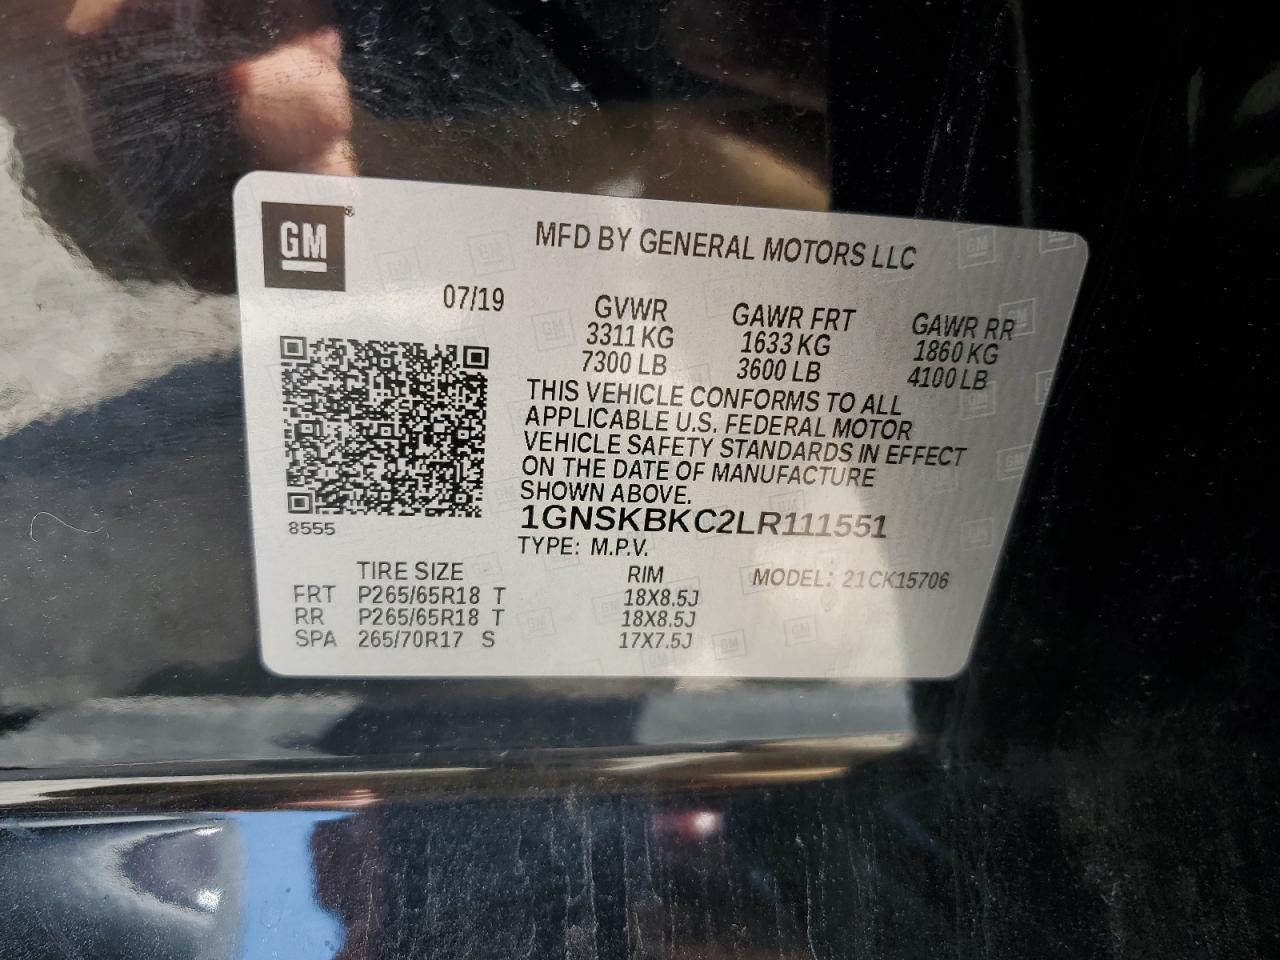 GM
MFD BY GENERAL MOTORS LLC
07/19
GVWR
3311 KG
7300 LB
GAWR FRT
1633 KG
3600 LB
GAWR RR
1860 KG
4100 LB
THIS VEHICLE CONFORMS TO ALL
APPLICABLE U.S. FEDERAL MOTOR
VEHICLE SAFETY STANDARDS IN EFFECT
ON THE DATE OF MANUFACTURE
SHOWN ABOVE.
8555
1GNSKBKC2LR111551
TYPE: M.P.V.
MODEL: 21CK15706
TIRE SIZE RIM
FRT P265/65R18 T 18X8.5J
RR P265/65R18 T 18X8.5J
SPA 265/70R17 S 17X7.5J